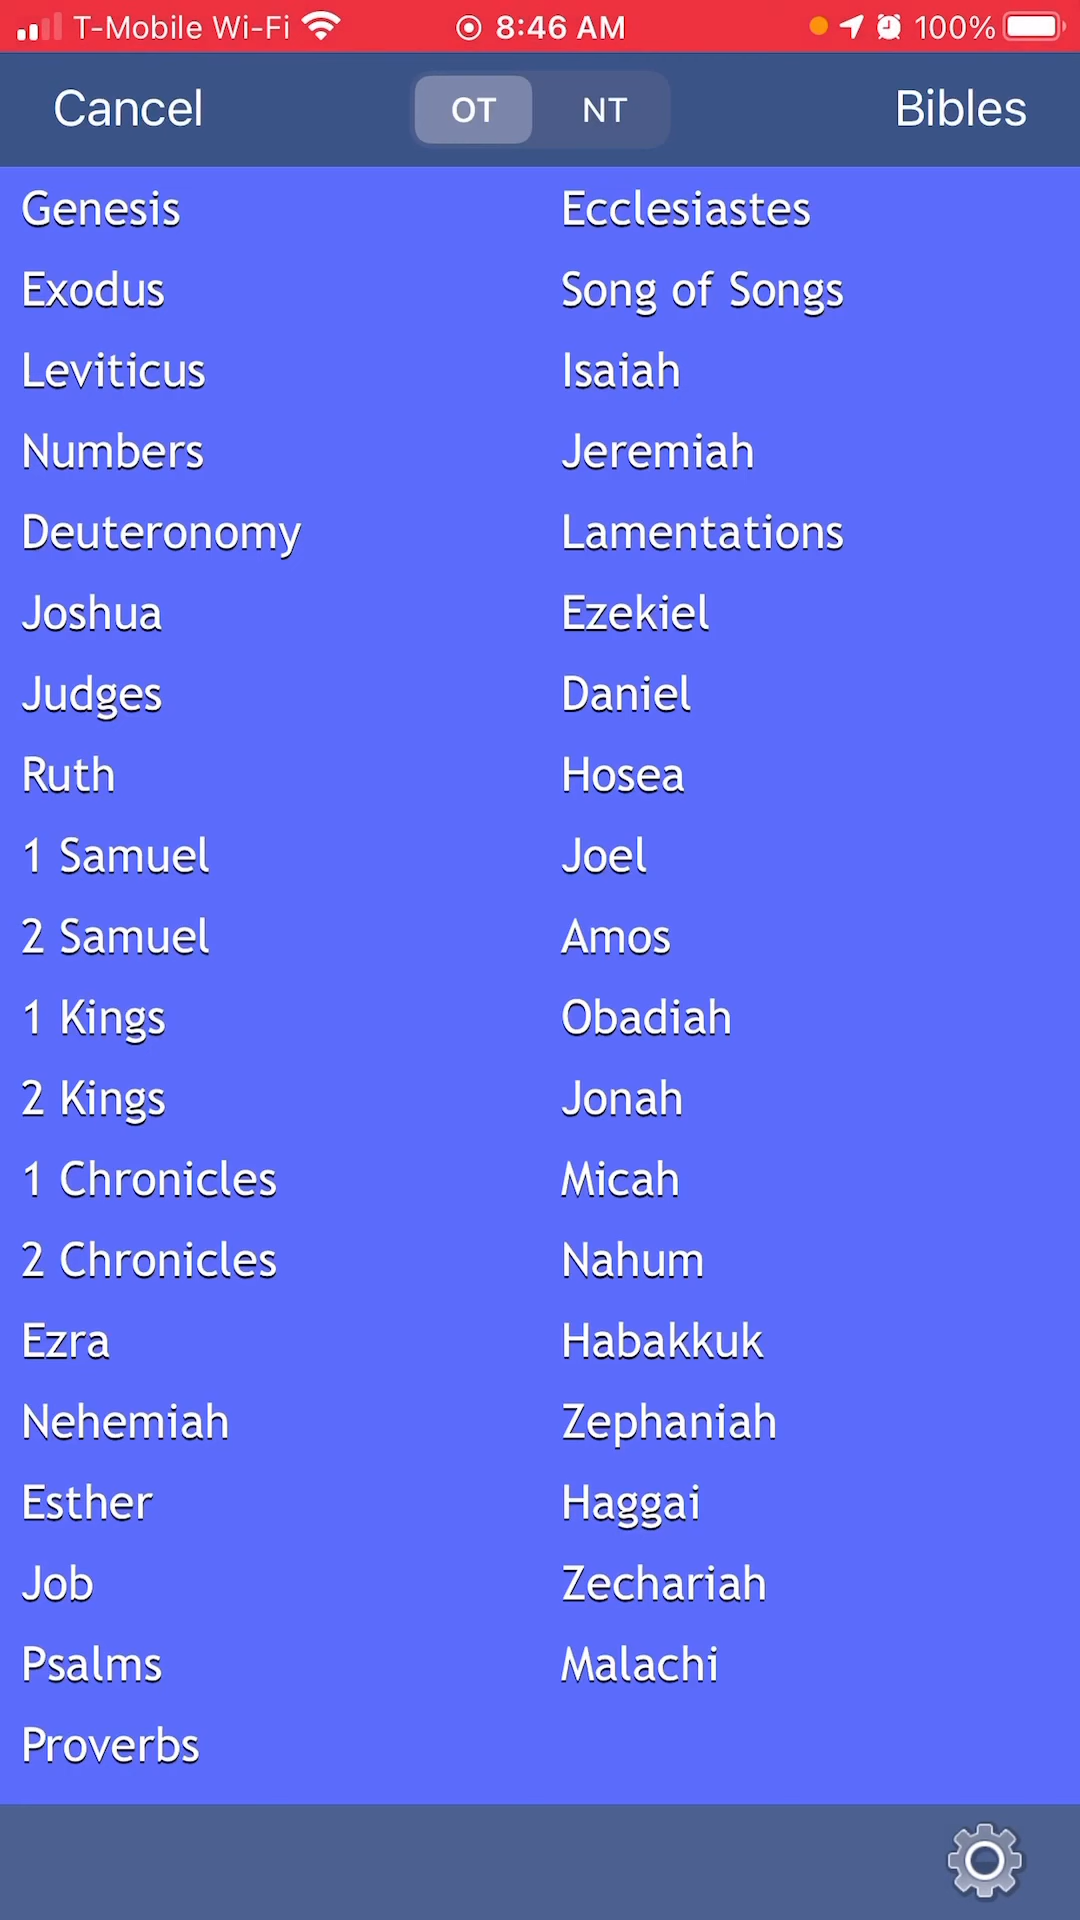 T-Mobile Wi-Fi 8:46 AM 100%
Cancel OT NT Bibles
Genesis
Exodus
Leviticus
Numbers
Deuteronomy
Joshua
Judges
Ruth
1 Samuel
2 Samuel
1 Kings
2 Kings
1 Chronicles
2 Chronicles
Ezra
Nehemiah
Esther
Job
Psalms
Proverbs
Ecclesiastes
Song of Songs
Isaiah
Jeremiah
Lamentations
Ezekiel
Daniel
Hosea
Joel
Amos
Obadiah
Jonah
Micah
Nahum
Habakkuk
Zephaniah
Haggai
Zechariah
Malachi